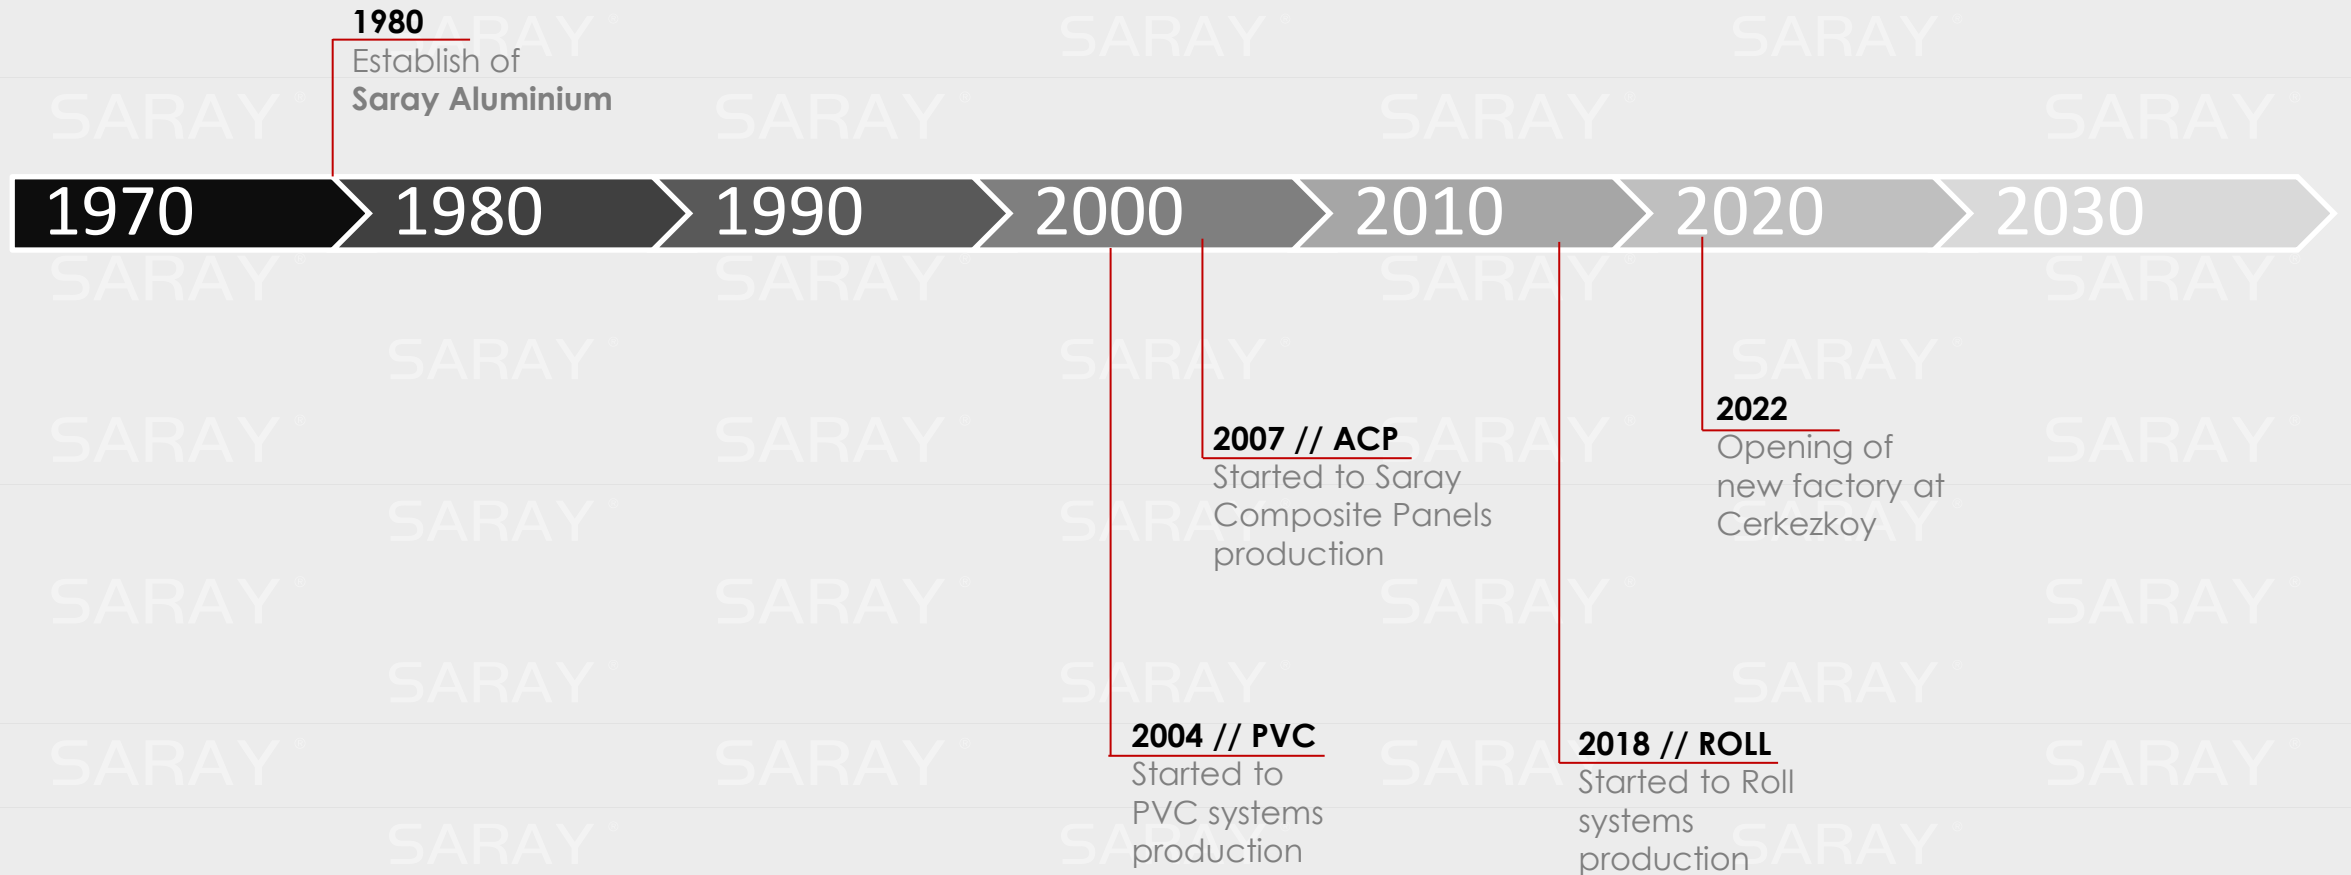 1980
Establish of
Saray Aluminium
1970 1980 1990 2000 2010 2020 2030
2022
Opening of
new factory at
Cerkezkoy
2007 // ACP
Started to Saray
Composite Panels
production
2004 // PVC
Started to
PVC systems
production
2018 // ROLL
Started to Roll
systems
production
SARAY®